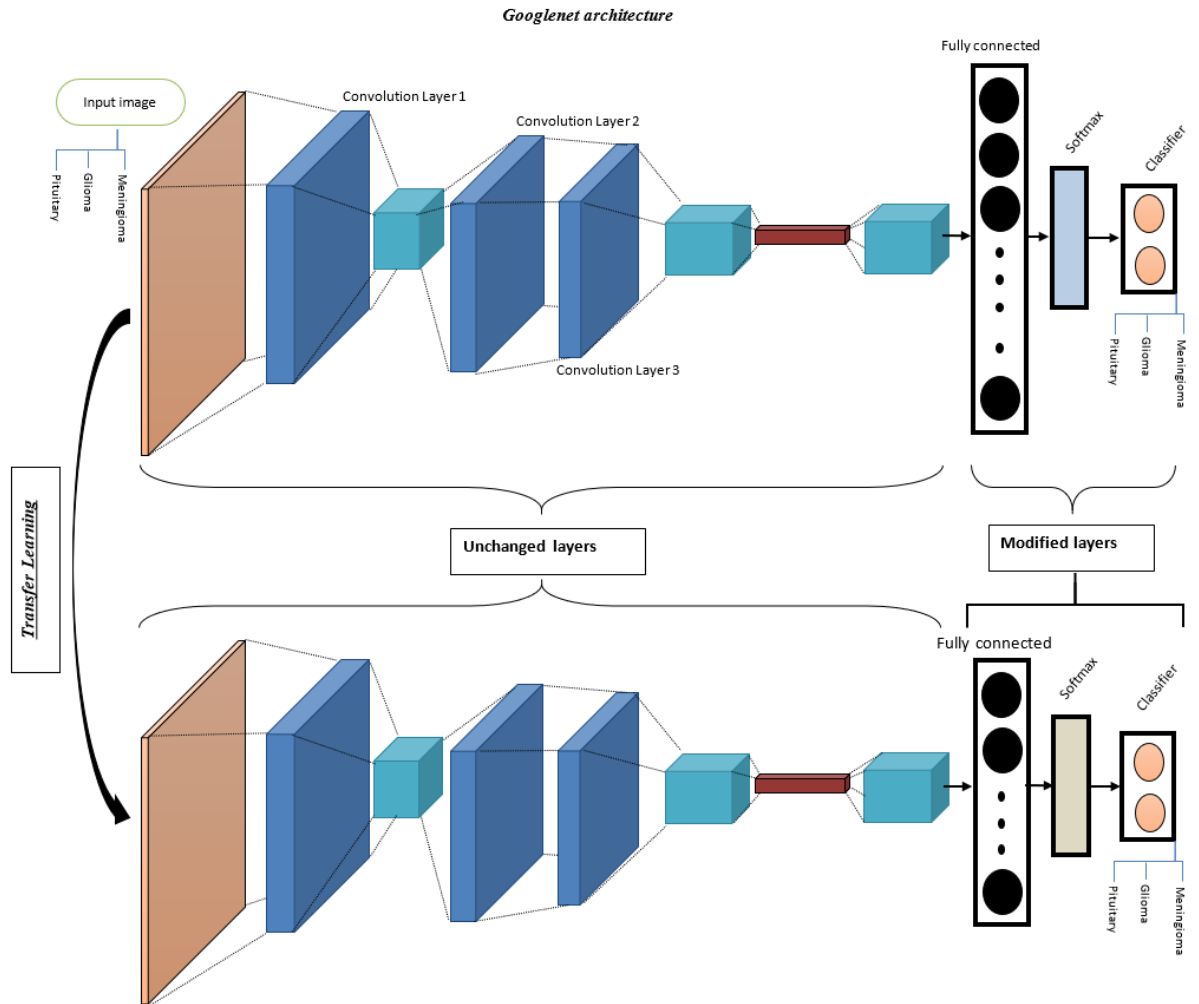 Googlenet architecture
Fully connected
Input image
Convolution Layer 1
Convolution Layer 2
Softmax
Classifier
Pituitary
Glioma
Meningioma
Convolution Layer 3
Pituitary
Glioma
Meningioma
Transfer Learning
Unchanged layers
Modified layers
Fully connected
Softmax
Classifier
Pituitary
Glioma
Meningioma